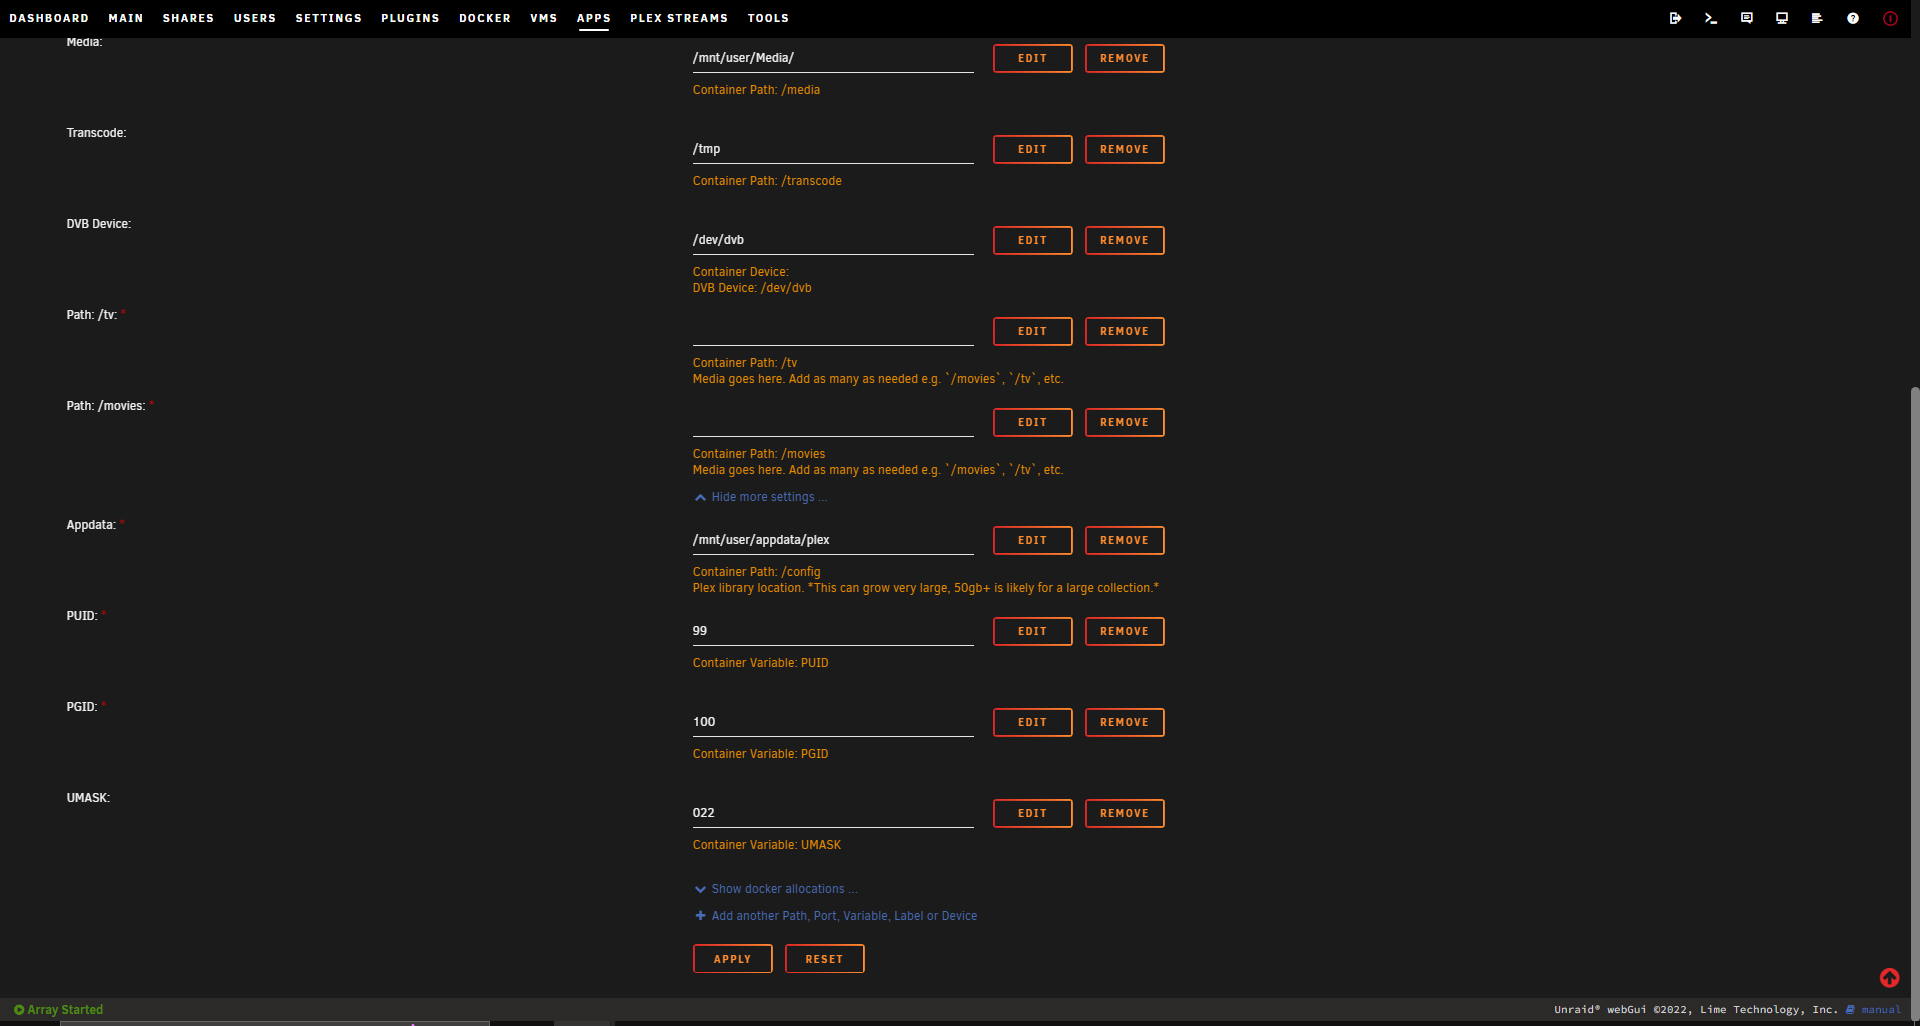 DASHBOARD MAIN SHARES USERS SETTINGS PLUGINS DOCKER VMS APPS PLEX STREAMS TOOLS
Media:
/mnt/user/Media/ EDIT REMOVE
Container Path: /media
Transcode:
/tmp EDIT REMOVE
Container Path: /transcode
DVB Device:
/dev/dvb EDIT REMOVE
Container Device:
DVB Device: /dev/dvb
Path: /tv: *
EDIT REMOVE
Container Path: /tv
Media goes here. Add as many as needed e.g. `/movies`, `/tv`, etc.
Path: /movies: *
EDIT REMOVE
Container Path: /movies
Media goes here. Add as many as needed e.g. `/movies`, `/tv`, etc.
Hide more settings ...
Appdata: *
/mnt/user/appdata/plex EDIT REMOVE
Container Path: /config
Plex library location. *This can grow very large, 50gb+ is likely for a large collection.*
PUID: *
99 EDIT REMOVE
Container Variable: PUID
PGID: *
100 EDIT REMOVE
Container Variable: PGID
UMASK:
022 EDIT REMOVE
Container Variable: UMASK
Show docker allocations ...
Add another Path, Port, Variable, Label or Device
APPLY RESET
Array Started Unraid® webGui ©2022, Lime Technology, Inc. manual